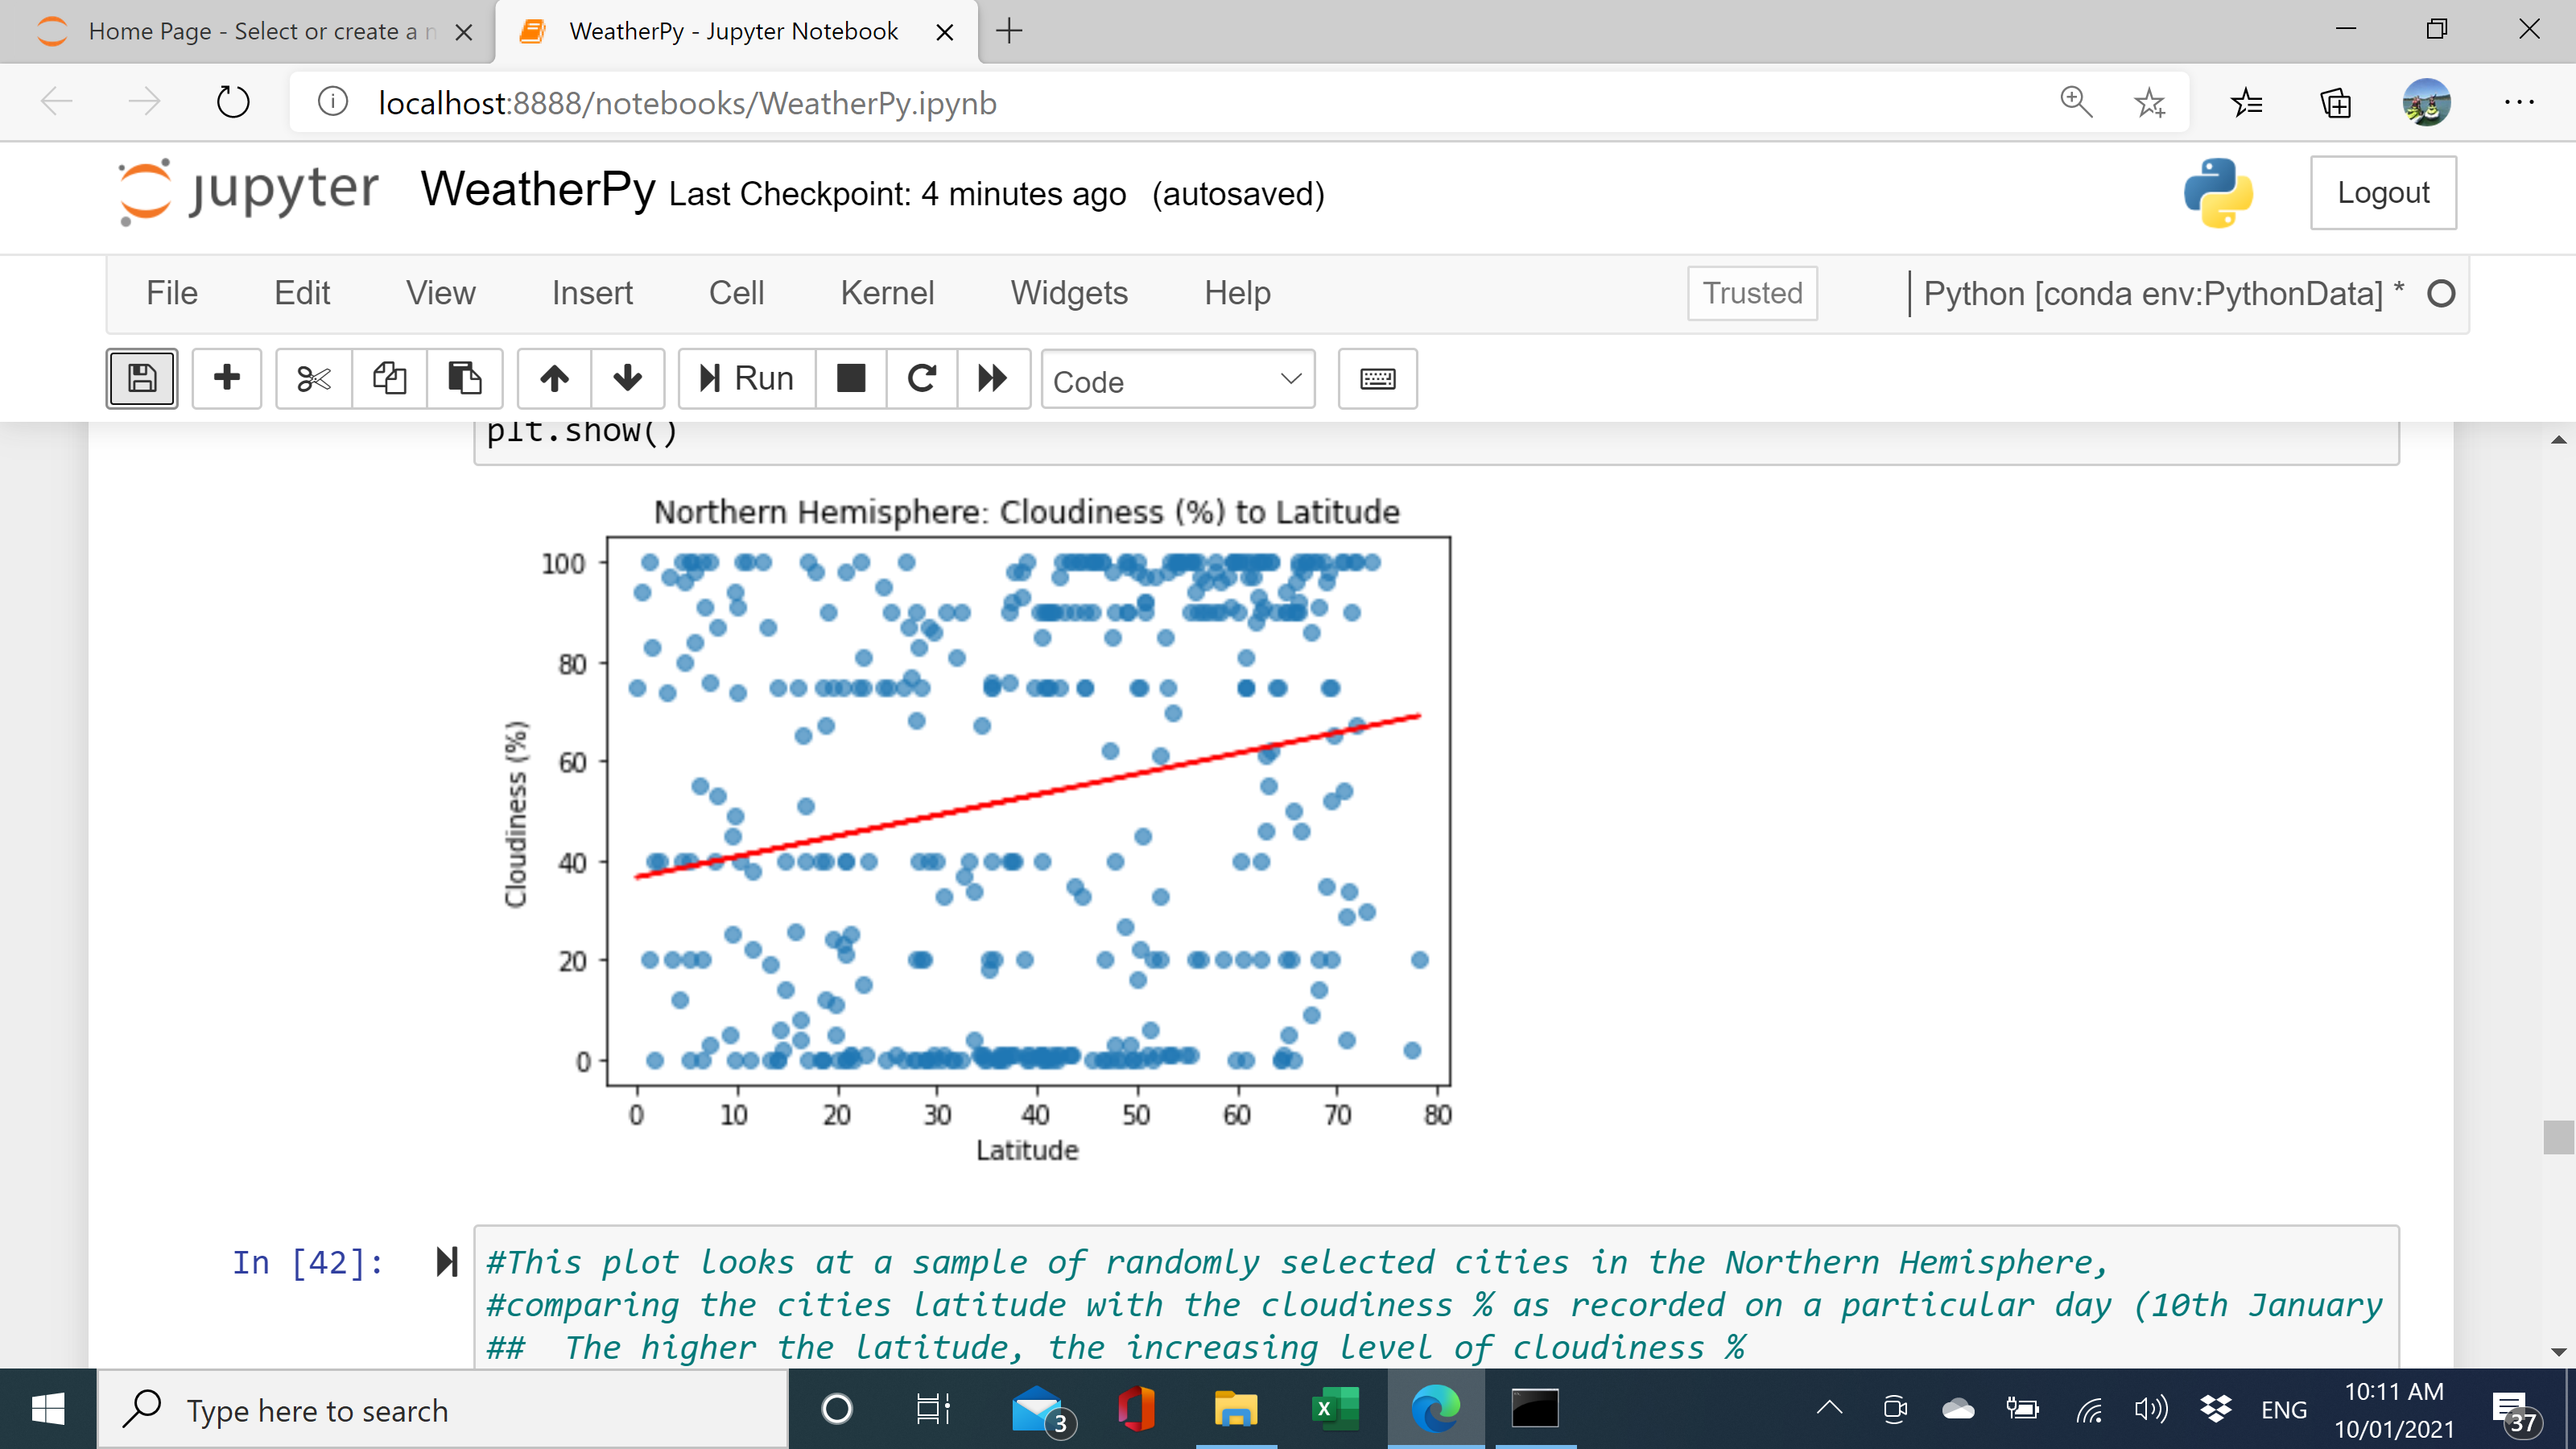 Home Page - Select or create a n
WeatherPy - Jupyter Notebook
localhost:8888/notebooks/WeatherPy.ipynb
jupyter WeatherPy Last Checkpoint: 4 minutes ago (autosaved)
Logout
File Edit View Insert Cell Kernel Widgets Help
Trusted
Python [conda env:PythonData] *
Run
Code
plt.show()
Northern Hemisphere: Cloudiness (%) to Latitude
100
80
60
40
20
0
Cloudiness (%)
0 10 20 30 40 50 60 70 80
Latitude
In [42]:
#This plot looks at a sample of randomly selected cities in the Northern Hemisphere,
#comparing the cities latitude with the cloudiness % as recorded on a particular day (10th January
## The higher the latitude, the increasing level of cloudiness %
Type here to search
3
X
ENG
10:11 AM
10/01/2021
37